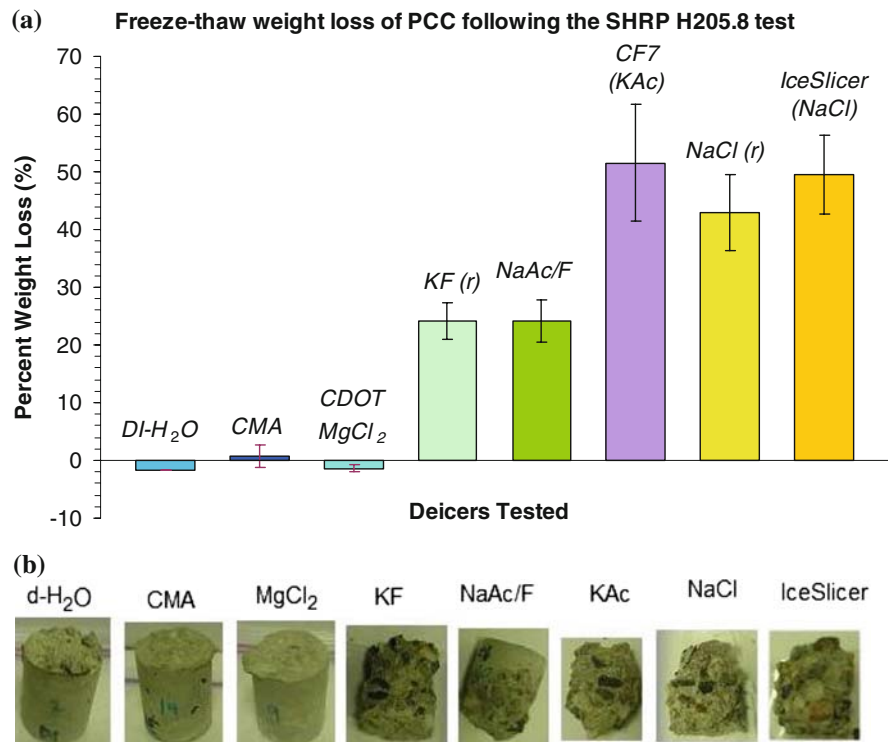 (a) Freeze-thaw weight loss of PCC following the SHRP H205.8 test
Percent Weight Loss (%)
70
60
50
40
30
20
10
0
-10
DI-H₂O
CMA
CDOT
MgCl₂
KF (r)
NaAc/F
CF7
(KAc)
NaCl (r)
IceSlicer
(NaCl)
Deicers Tested
(b)
d-H₂O CMA MgCl₂ KF NaAc/F KAc NaCl IceSlicer